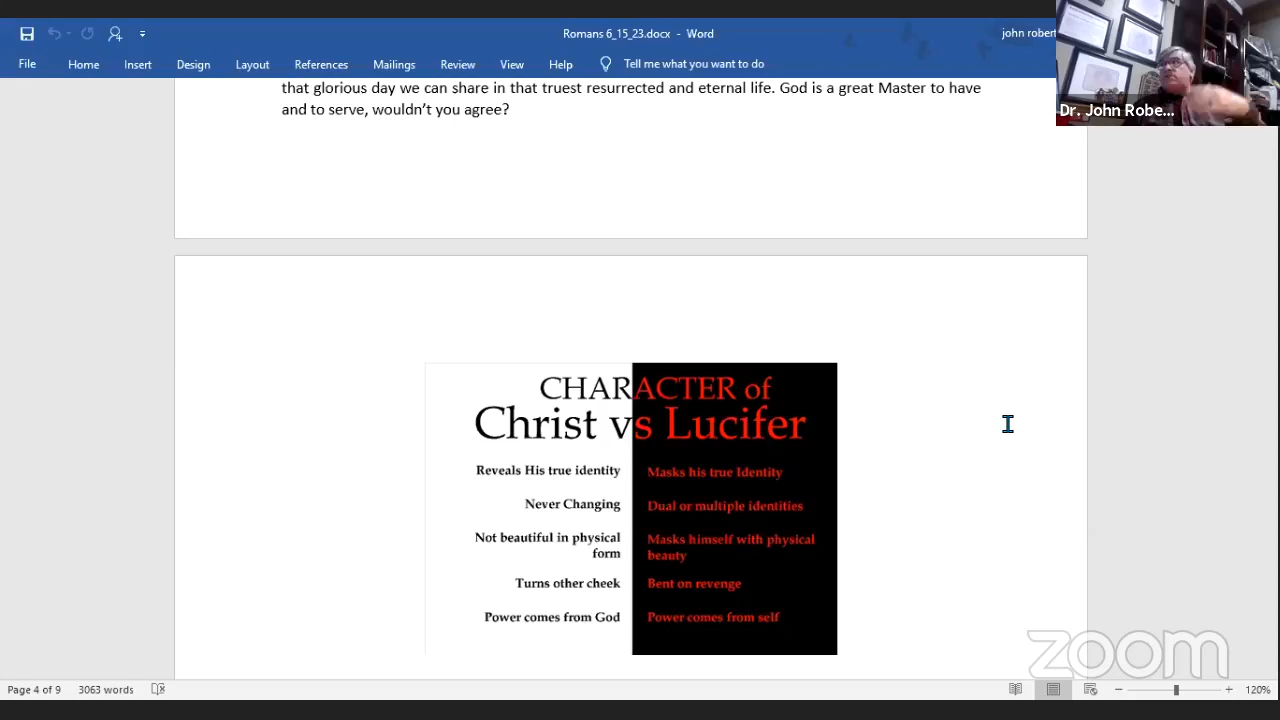 Romans 6_15_23.docx - Word
john robert
File Home Insert Design Layout References Mailings Review View Help Tell me what you want to do
Dr. John Robe...
that glorious day we can share in that truest resurrected and eternal life. God is a great Master to have
and to serve, wouldn't you agree?
CHARACTER of
Christ vs Lucifer
Reveals His true identity
Masks his true Identity
Never Changing
Dual or multiple identities
Not beautiful in physical
form
Masks himself with physical
beauty
Turns other cheek
Bent on revenge
Power comes from God
Power comes from self
zoom
Page 4 of 9 3063 words
120%